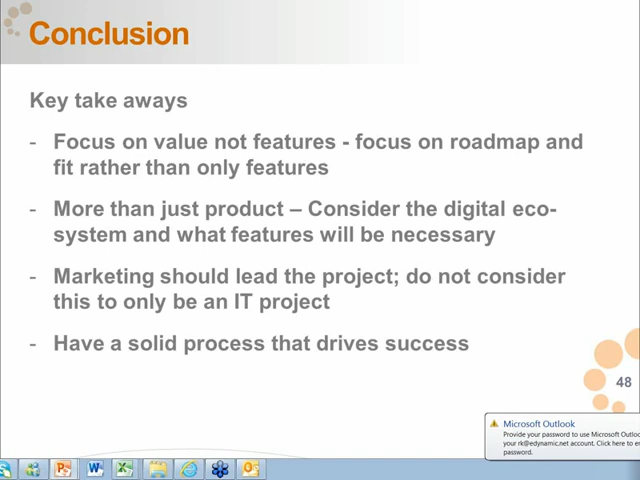 Conclusion
Key take aways
- Focus on value not features - focus on roadmap and
fit rather than only features
- More than just product – Consider the digital eco-
system and what features will be necessary
- Marketing should lead the project; do not consider
this to only be an IT project
- Have a solid process that drives success
48
Microsoft Outlook
Provide your password to use Microsoft Outloo
your rk@edynamic.net account. Click here to e
password.